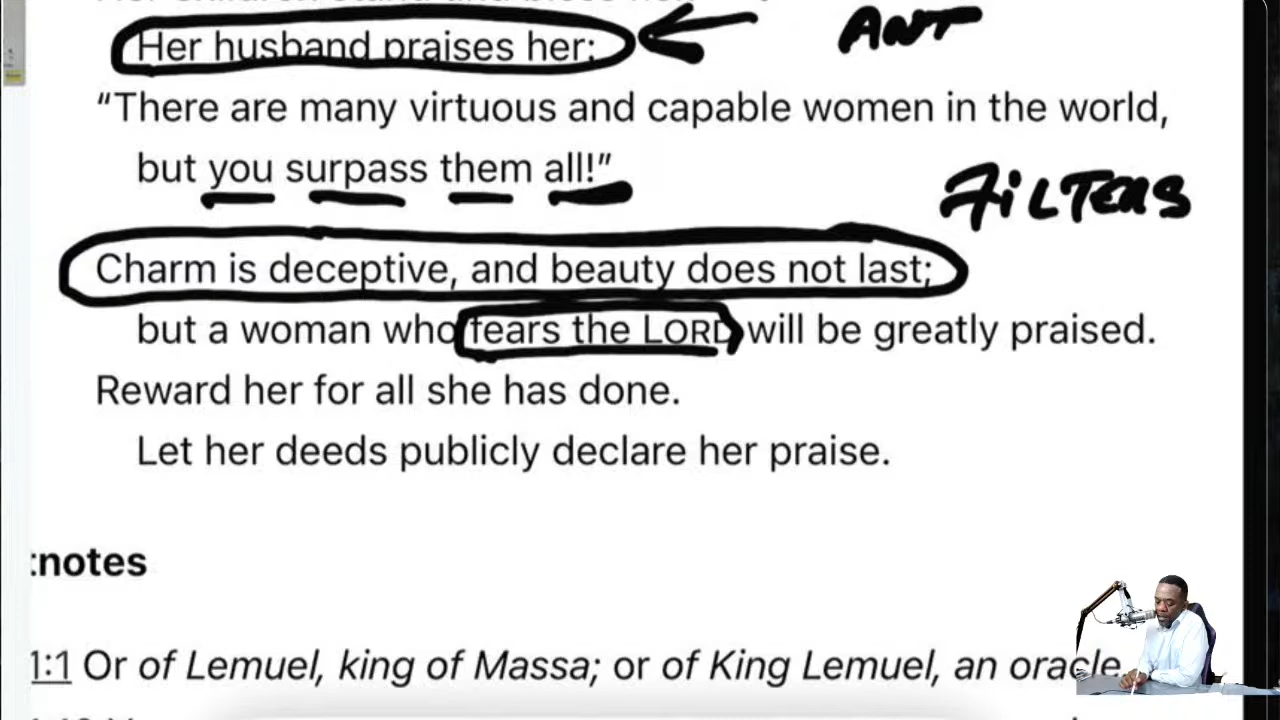 Her husband praises her;
ANT
“There are many virtuous and capable women in the world,
but you surpass them all!”
FiLTERS
Charm is deceptive, and beauty does not last;
but a woman who fears the LORD will be greatly praised.
Reward her for all she has done.
Let her deeds publicly declare her praise.
tnotes
1:1 Or of Lemuel, king of Massa; or of King Lemuel, an oracle.